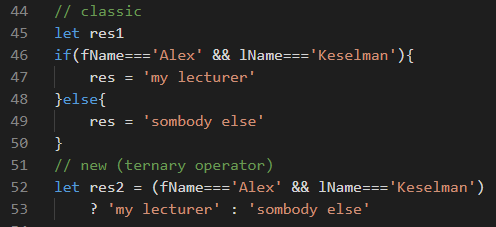 44 // classic
45 let res1
46 if(fName==='Alex' && lName==='Keselman'){
47     res = 'my lecturer'
48 }else{
49     res = 'sombody else'
50 }
51 // new (ternary operator)
52 let res2 = (fName==='Alex' && lName==='Keselman')
53     ? 'my lecturer' : 'sombody else'